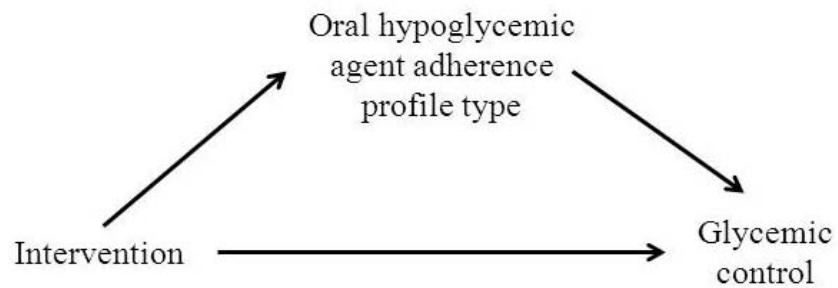 Oral hypoglycemic
agent adherence
profile type
Intervention
Glycemic
control